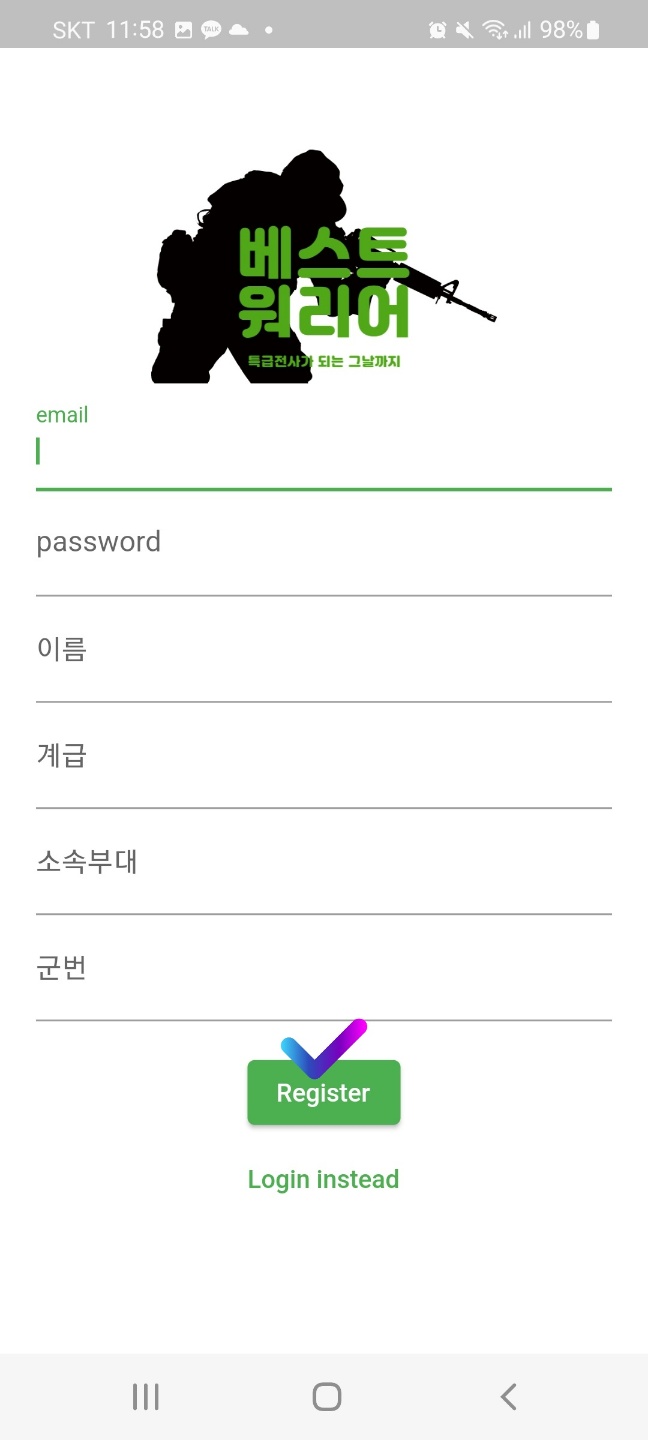 SKT 11:58 TALK 98%
베스트
워리어
특급전사가 되는 그날까지
email
password
이름
계급
소속부대
군번
Register
Login instead